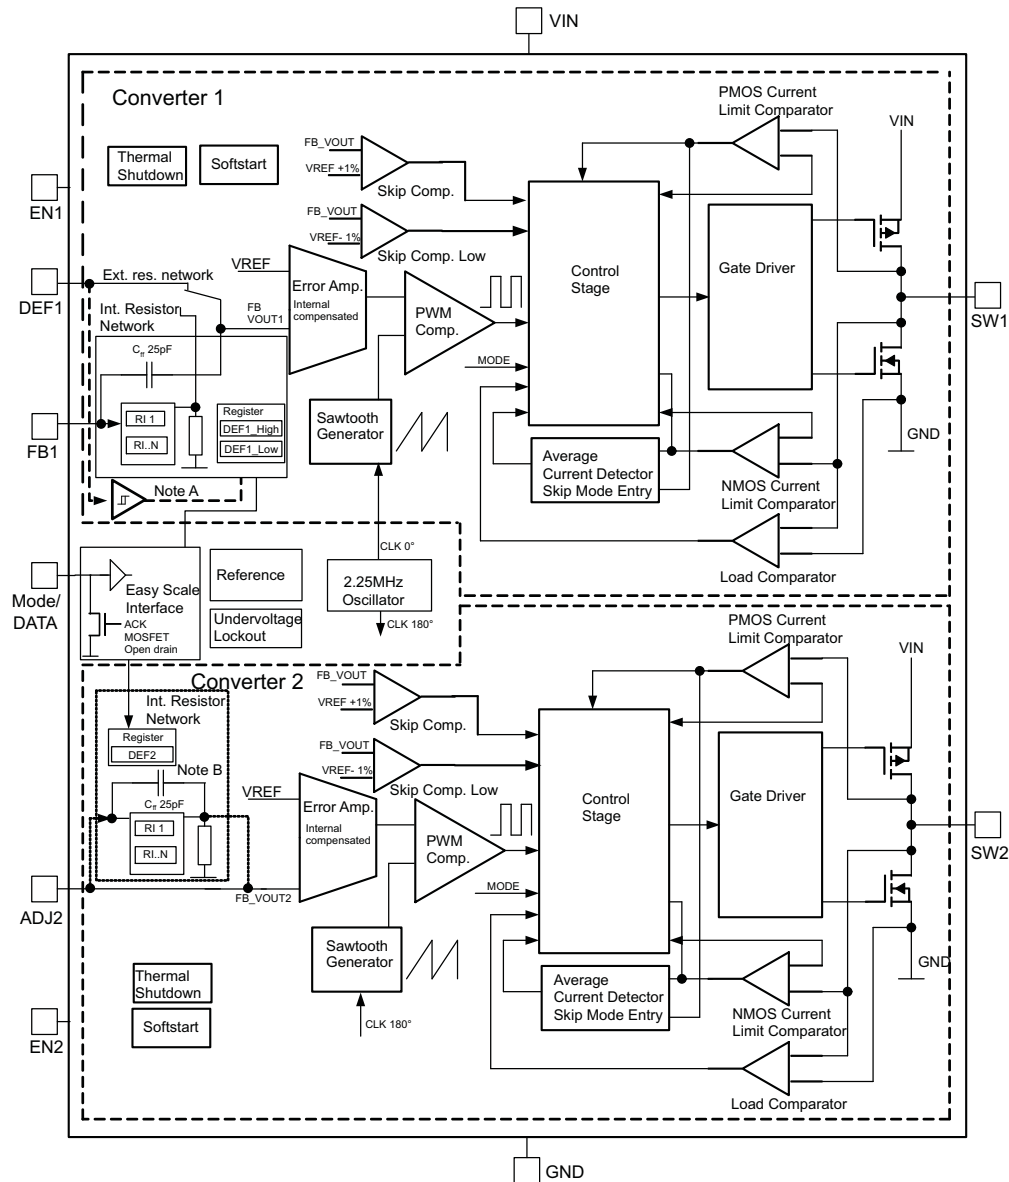 VIN
Converter 1
PMOS Current
Limit Comparator
VIN
Thermal
Shutdown
Softstart
FB_VOUT
VREF +1%
Skip Comp.
EN1
FB_VOUT
VREF- 1%
Skip Comp. Low
Control
Stage
Gate Driver
Ext. res. network
VREF
Error Amp.
Internal
compensated
DEF1
Int. Resistor
Network
FB
VOUT1
PWM
Comp.
SW1
Cff 25pF
MODE
RI 1
RI..N
Register
DEF1_High
DEF1_Low
FB1
Sawtooth
Generator
Average
Current Detector
Skip Mode Entry
GND
NMOS Current
Limit Comparator
Note A
CLK 0°
Load Comparator
Mode/
DATA
Easy Scale
Interface
ACK
MOSFET
Open drain
Reference
Undervoltage
Lockout
2.25MHz
Oscillator
CLK 180°
PMOS Current
Limit Comparator
VIN
Converter 2
FB_VOUT
VREF +1%
Skip Comp.
Int. Resistor
Network
Register
DEF2
Note B
FB_VOUT
VREF- 1%
Skip Comp. Low
Control
Stage
Gate Driver
Cff 25pF
VREF
Error Amp.
Internal
compensated
RI 1
RI..N
PWM
Comp.
SW2
MODE
ADJ2
FB_VOUT2
Sawtooth
Generator
GND
Thermal
Shutdown
Average
Current Detector
Skip Mode Entry
Softstart
NMOS Current
Limit Comparator
EN2
CLK 180°
Load Comparator
GND